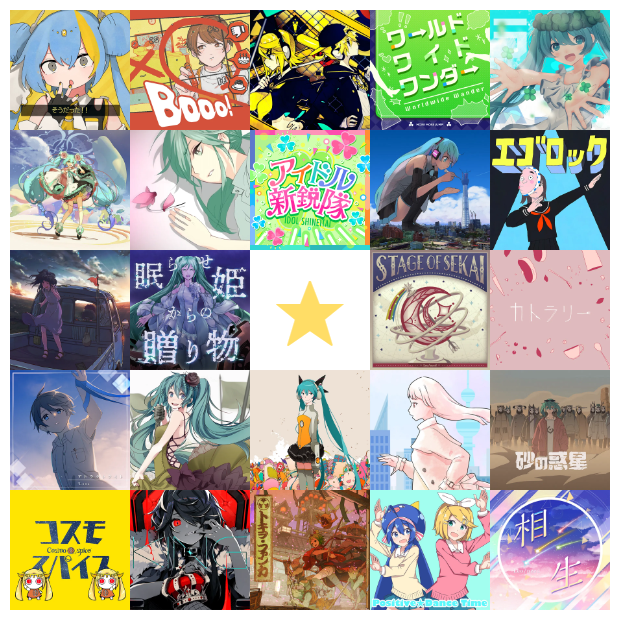 そうだった!!
BOOO!
ワールド
ワイド
ワンダー
Worldwide Wander
アイドル
新鋭隊
IDOL SHINEITAI
エゴロック
眠らせ姫
からの
贈り物
STAGE OF SEKAI
カトラリー
砂の惑星
コスモ
Cosmo spice
スパイス
Positive☆Dance Time
相生